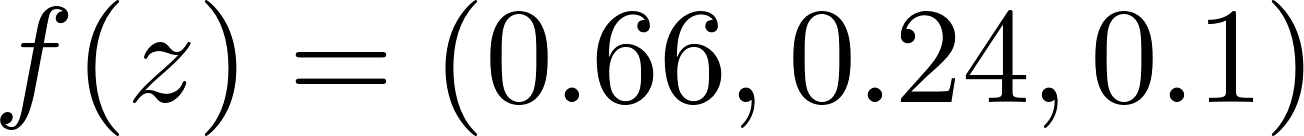 f(z) = (0.66, 0.24, 0.1)